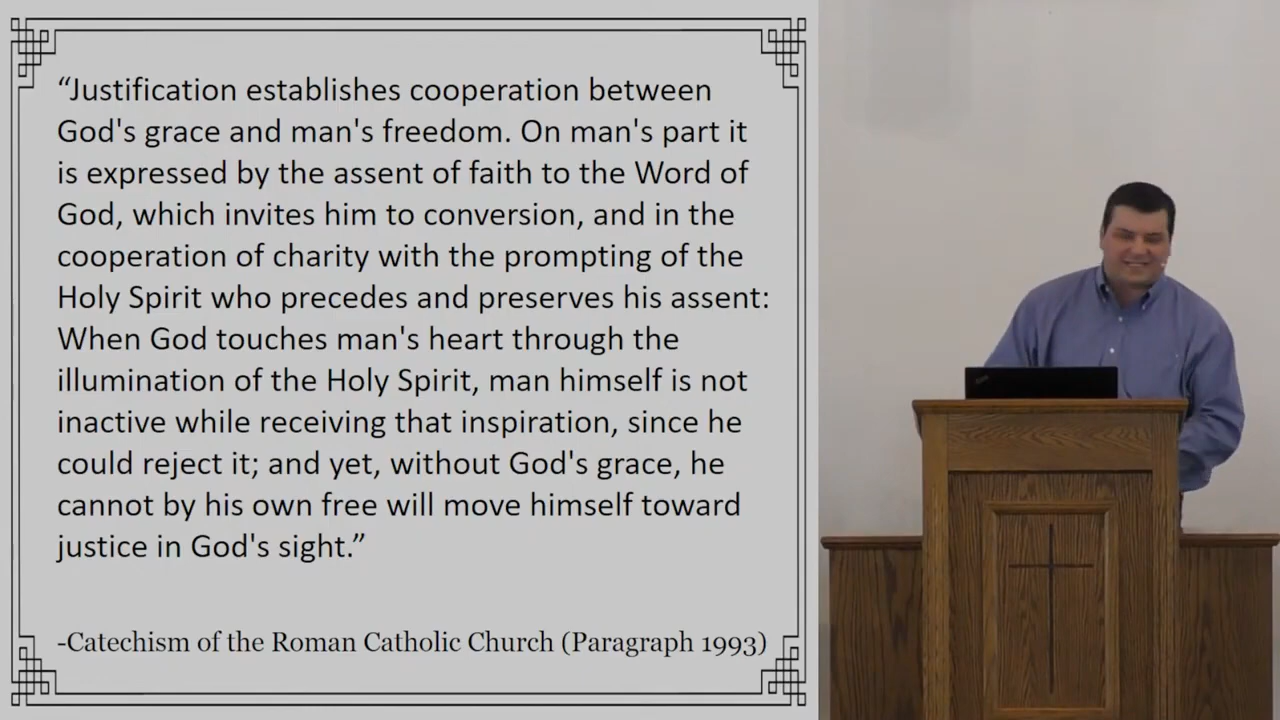 “Justification establishes cooperation between
God's grace and man's freedom. On man's part it
is expressed by the assent of faith to the Word of
God, which invites him to conversion, and in the
cooperation of charity with the prompting of the
Holy Spirit who precedes and preserves his assent:
When God touches man's heart through the
illumination of the Holy Spirit, man himself is not
inactive while receiving that inspiration, since he
could reject it; and yet, without God's grace, he
cannot by his own free will move himself toward
justice in God's sight.”
-Catechism of the Roman Catholic Church (Paragraph 1993)